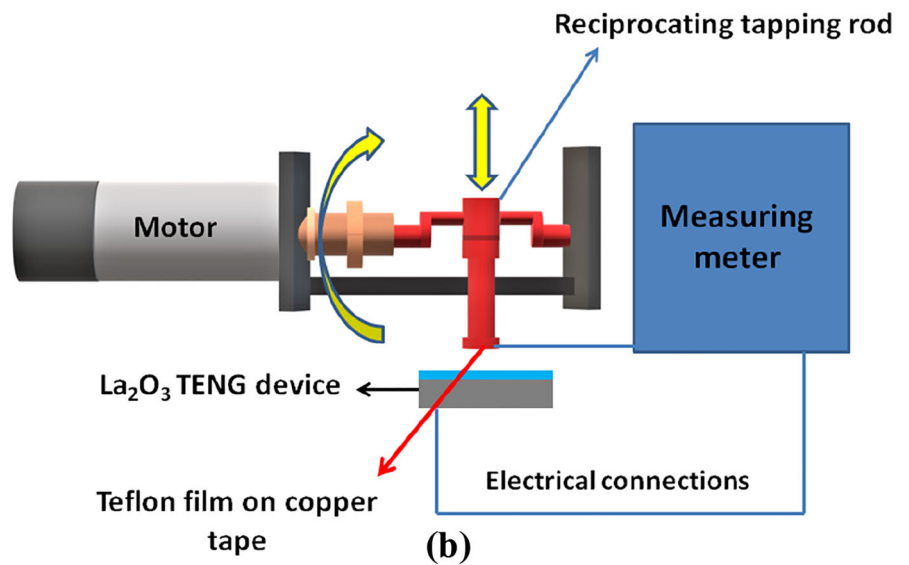 Reciprocating tapping rod
Motor
Measuring
meter
La₂O₃ TENG device
Electrical connections
Teflon film on copper
tape
(b)